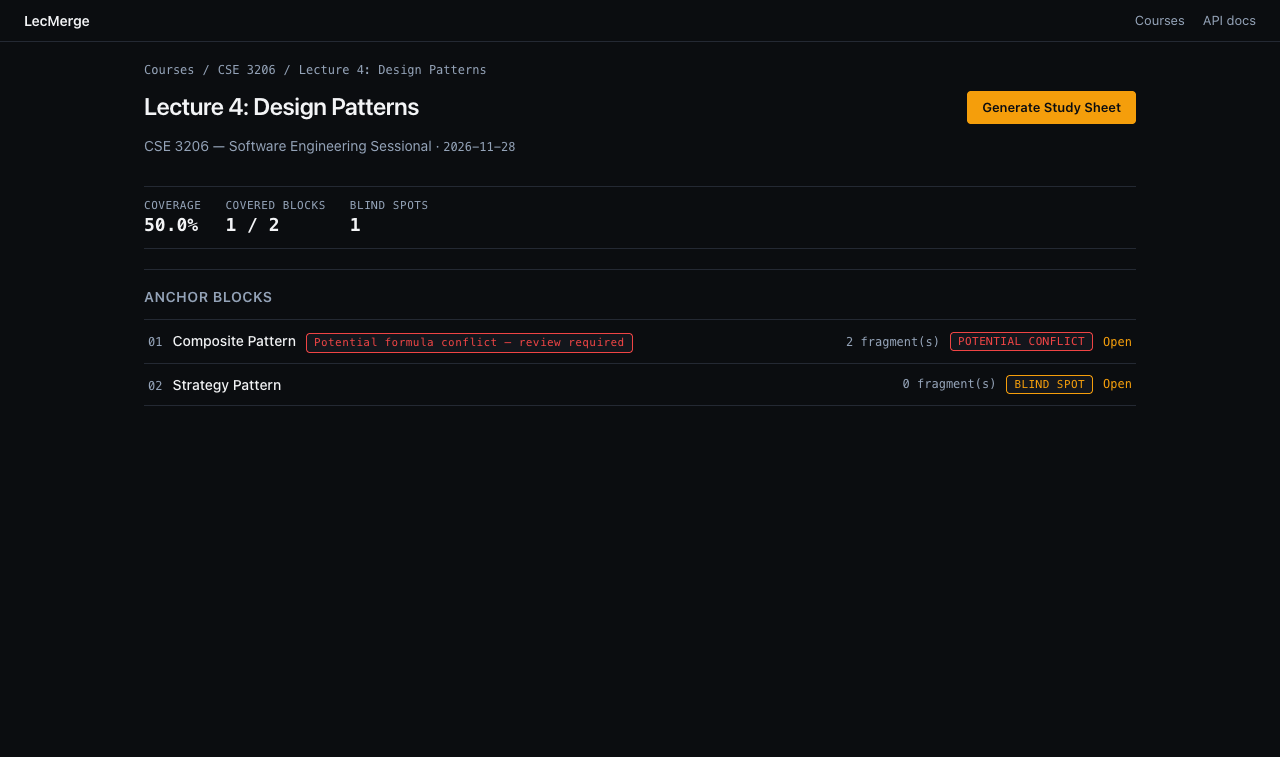 LecMerge Courses API docs
Courses / CSE 3206 / Lecture 4: Design Patterns
Lecture 4: Design Patterns Generate Study Sheet
CSE 3206 — Software Engineering Sessional · 2026-11-28
COVERAGE COVERED BLOCKS BLIND SPOTS
50.0% 1 / 2 1
ANCHOR BLOCKS
01 Composite Pattern Potential formula conflict — review required 2 fragment(s) POTENTIAL CONFLICT Open
02 Strategy Pattern 0 fragment(s) BLIND SPOT Open